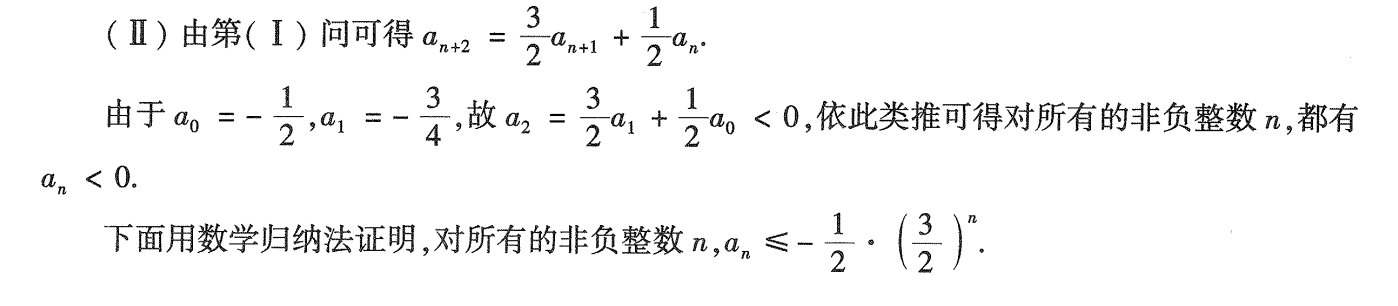 (Ⅱ)由第(Ⅰ)问可得 $a_{n+2} = \frac{3}{2}a_{n+1} + \frac{1}{2}a_n$.
由于 $a_0 = -\frac{1}{2}, a_1 = -\frac{3}{4}$,故 $a_2 = \frac{3}{2}a_1 + \frac{1}{2}a_0 < 0$,依此类推可得对所有的非负整数 $n$,都有
$a_n < 0$.
下面用数学归纳法证明,对所有的非负整数 $n, a_n \leqslant -\frac{1}{2} \cdot \left(\frac{3}{2}\right)^n$.